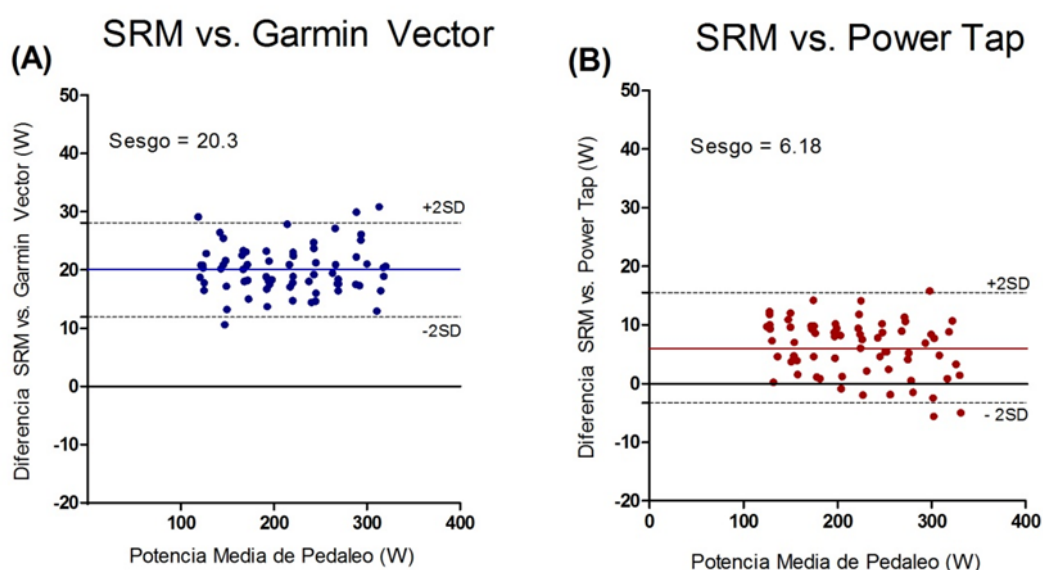 SRM vs. Garmin Vector
(A)
50
40
30
20
10
0
-10
-20
Diferencia SRM vs. Garmin Vector (W)
Sesgo = 20.3
+2SD
-2SD
100
200
300
400
Potencia Media de Pedaleo (W)
SRM vs. Power Tap
(B)
50
40
30
20
10
0
-10
-20
Diferencia SRM vs. Power Tap (W)
Sesgo = 6.18
+2SD
- 2SD
0
100
200
300
400
Potencia Media de Pedaleo (W)